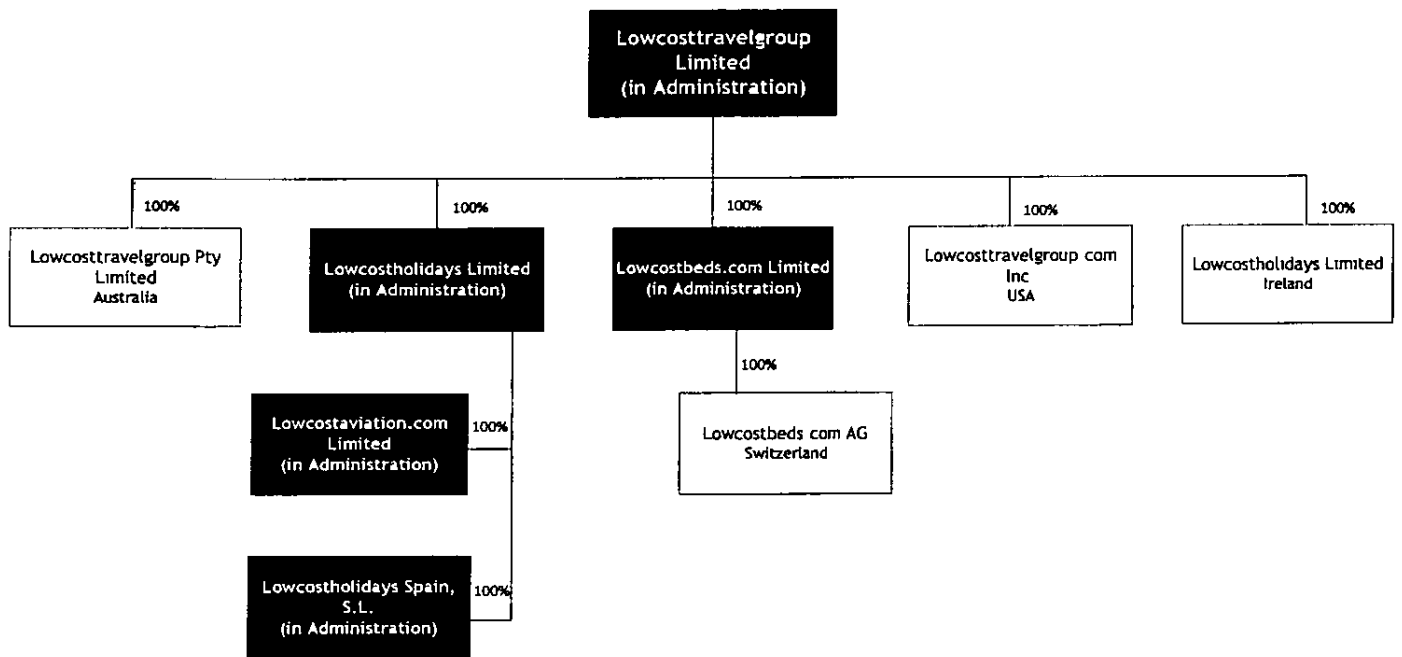 Lowcosttravelgroup
Limited
(in Administration)
100%
100%
100%
100%
100%
Lowcosttravelgroup Pty
Limited
Australia
Lowcostholidays Limited
(in Administration)
Lowcostbeds.com Limited
(in Administration)
Lowcosttravelgroup com
Inc
USA
Lowcostholidays Limited
Ireland
100%
Lowcostaviation.com
Limited
(in Administration)
100%
Lowcostbeds com AG
Switzerland
Lowcostholidays Spain,
S.L.
(in Administration)
100%